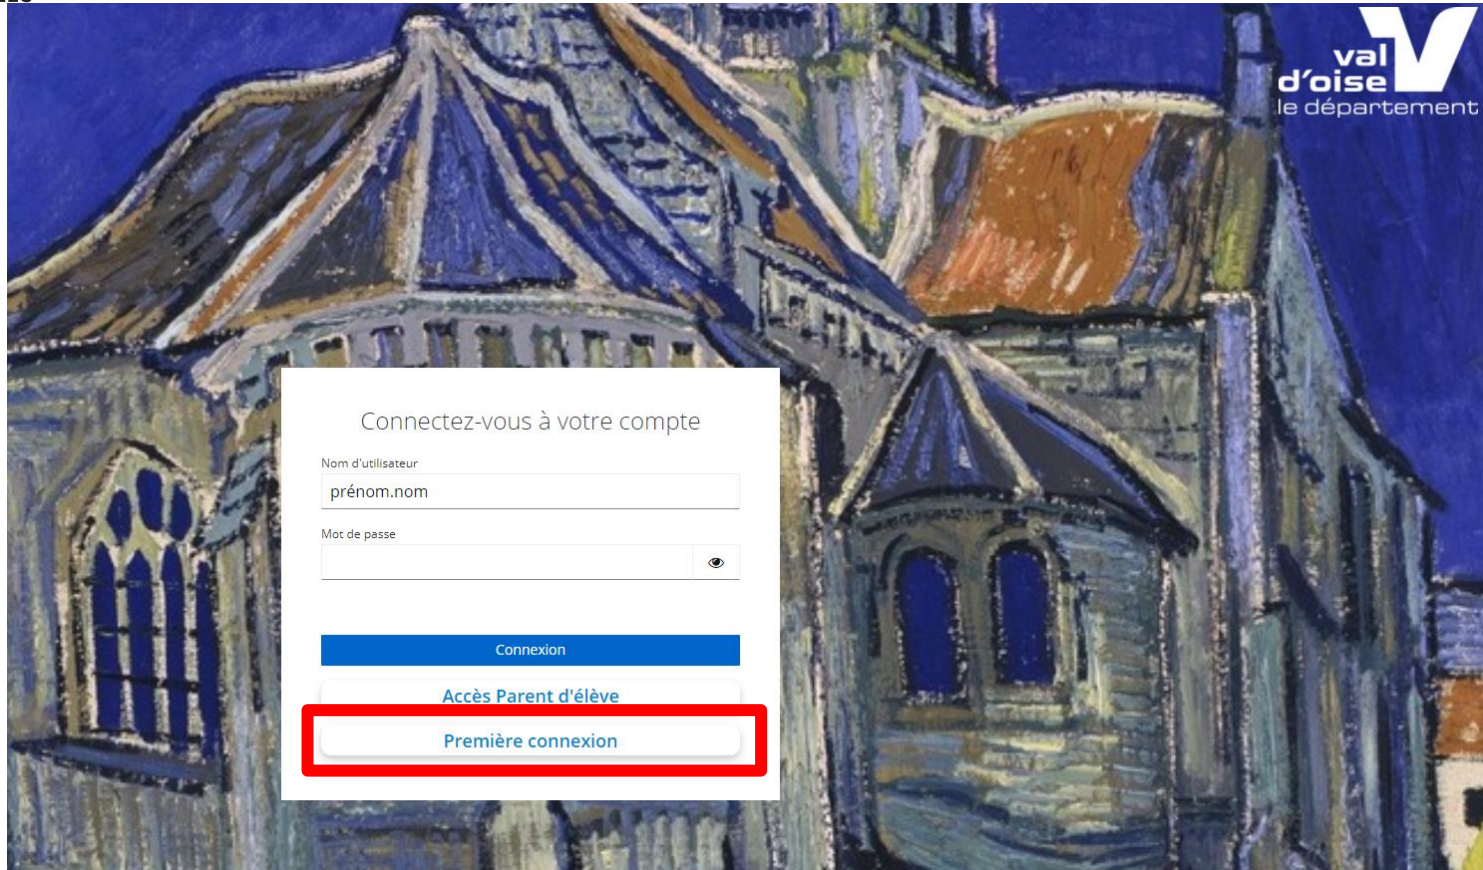 val
d'oise
le département
Connectez-vous à votre compte
Nom d'utilisateur
prénom.nom
Mot de passe
Connexion
Accès Parent d'élève
Première connexion